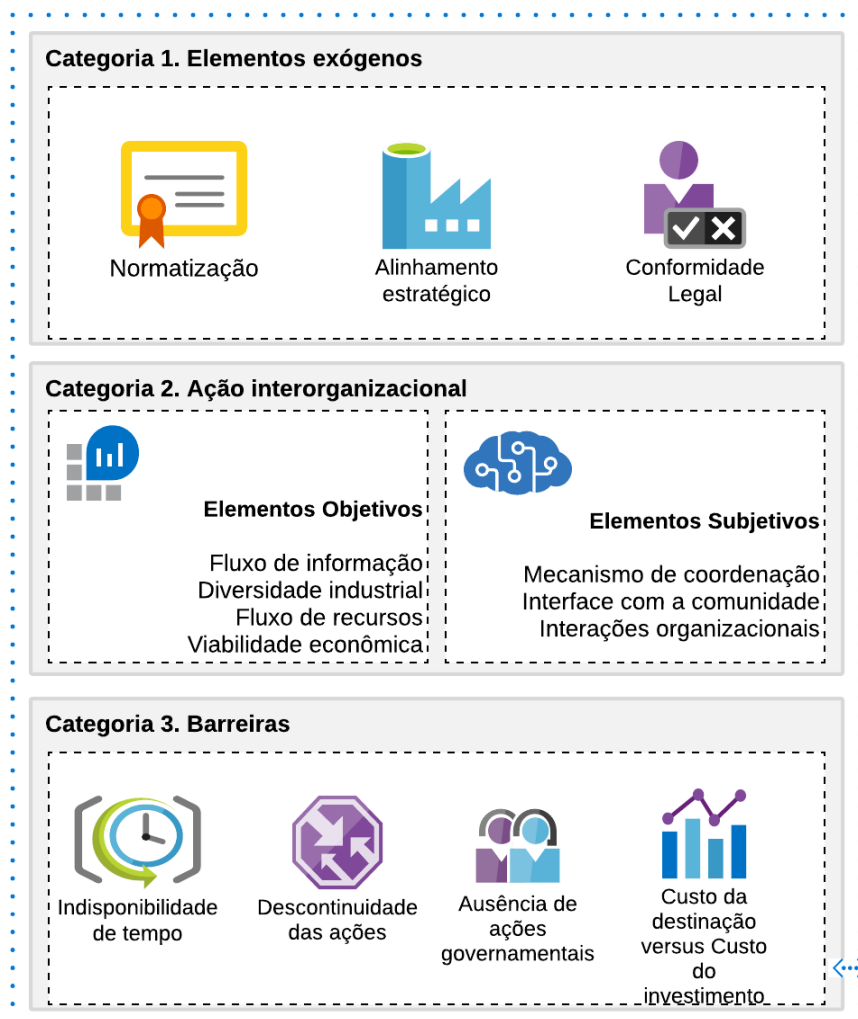 Categoria 1. Elementos exógenos
Normatização
Alinhamento
estratégico
Conformidade
Legal
Categoria 2. Ação interorganizacional
Elementos Objetivos
Fluxo de informação
Diversidade industrial
Fluxo de recursos
Viabilidade econômica
Elementos Subjetivos
Mecanismo de coordenação
Interface com a comunidade
Interações organizacionais
Categoria 3. Barreiras
Indisponibilidade
de tempo
Descontinuidade
das ações
Ausência de
ações
governamentais
Custo da
destinação
versus Custo
do
investimento